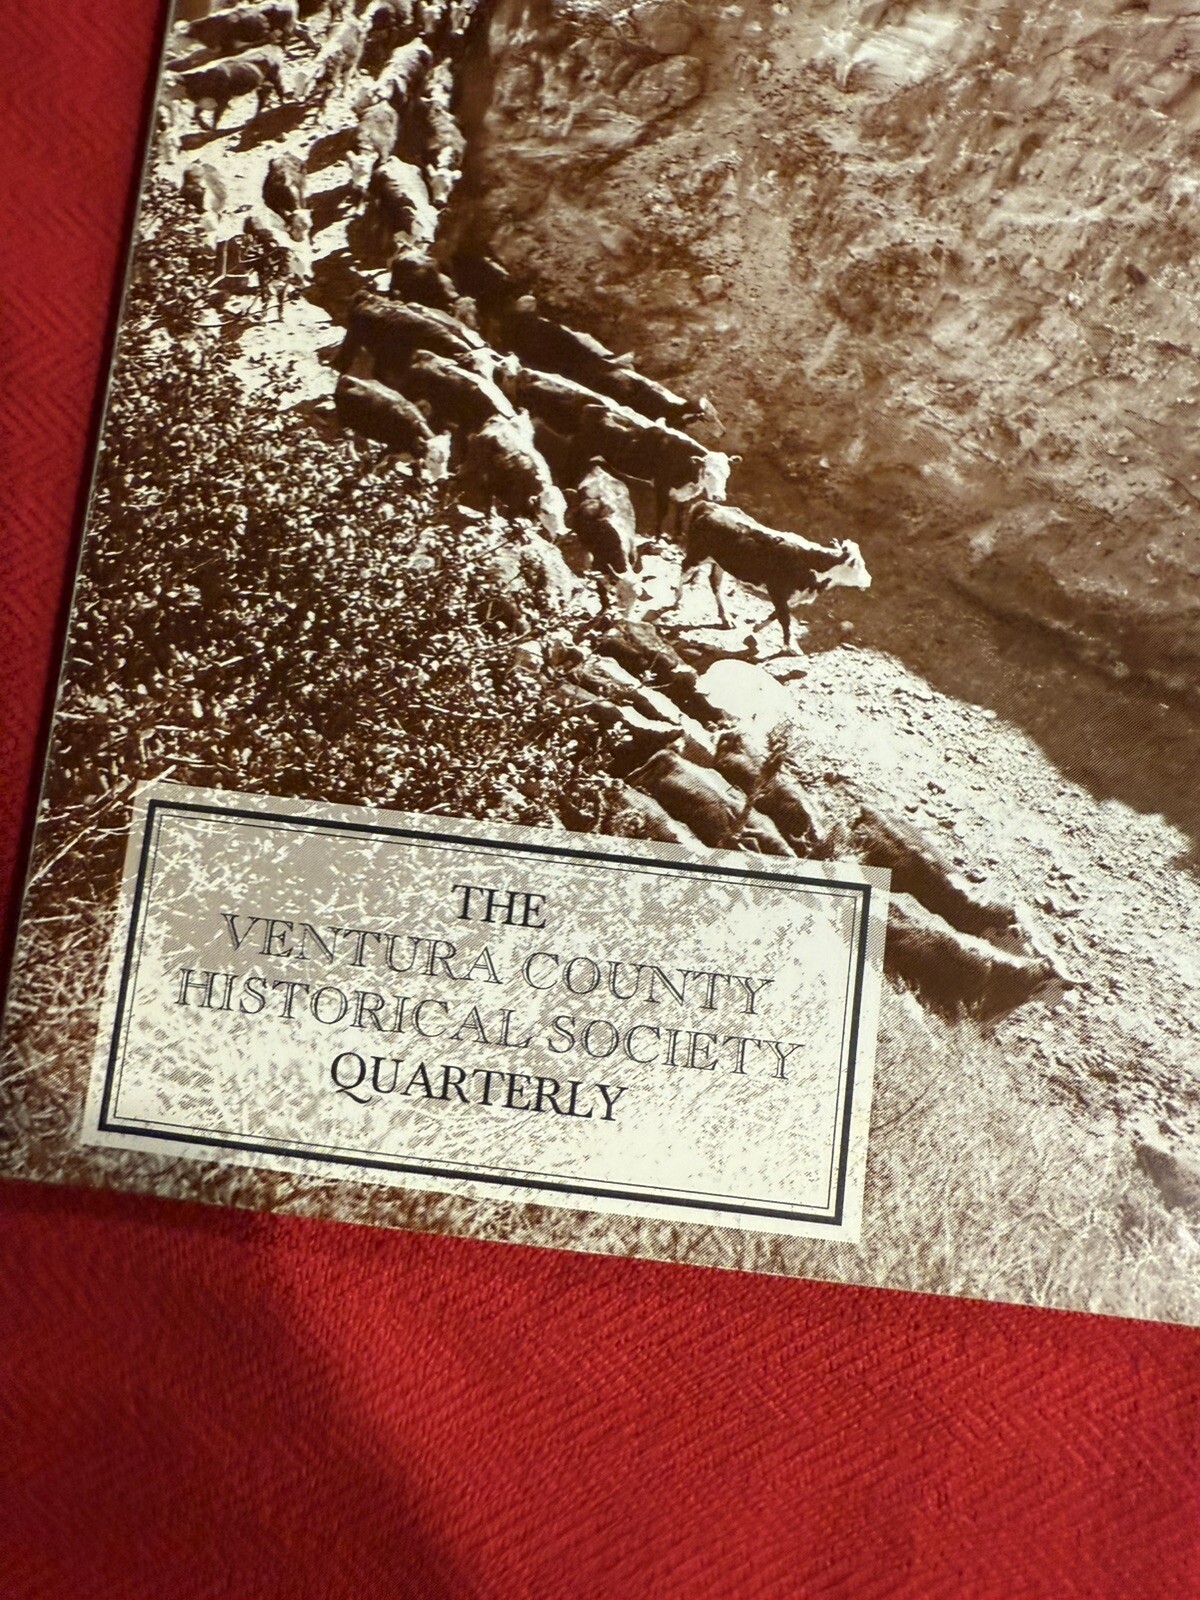 THE
VENTURA COUNTY
HISTORICAL SOCIETY
QUARTERLY